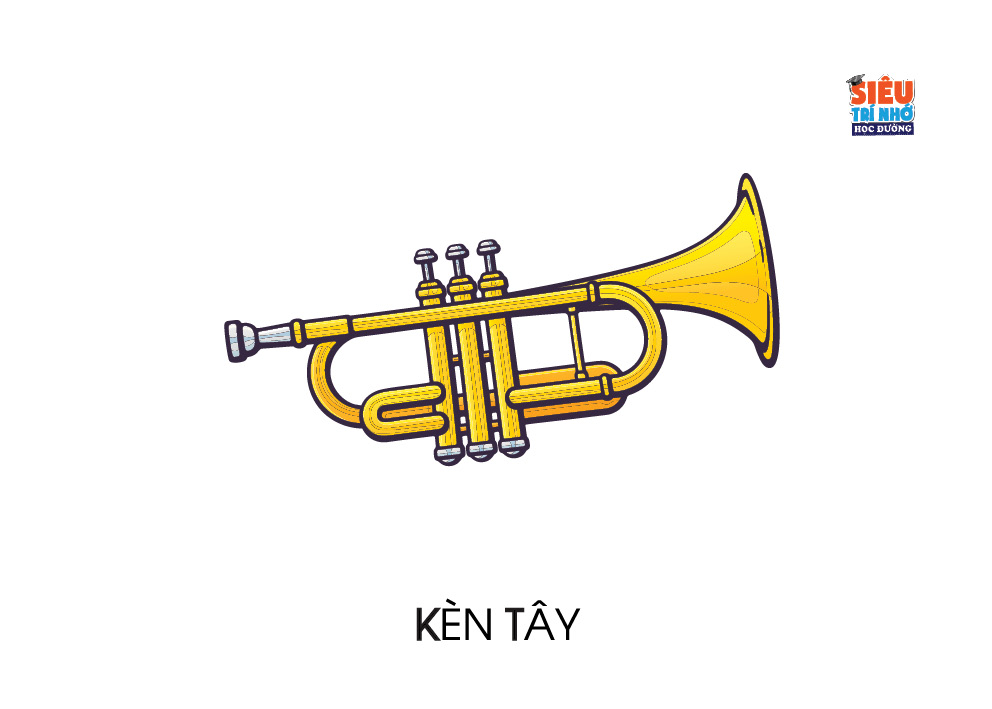 SIÊU
TRÍ NHỚ
HỌC ĐƯỜNG
KÈN TÂY